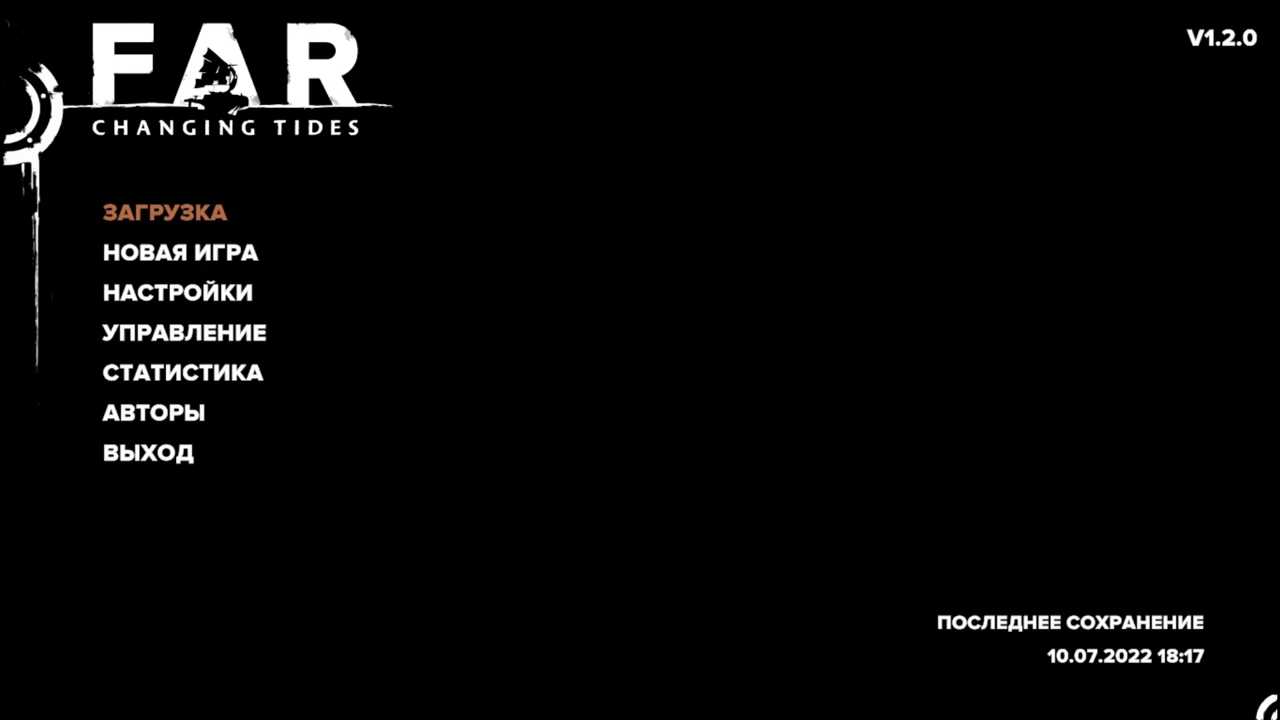 FAR
CHANGING TIDES
V1.2.0
ЗАГРУЗКА
НОВАЯ ИГРА
НАСТРОЙКИ
УПРАВЛЕНИЕ
СТАТИСТИКА
АВТОРЫ
ВЫХОД
ПОСЛЕДНЕЕ СОХРАНЕНИЕ
10.07.2022 18:17